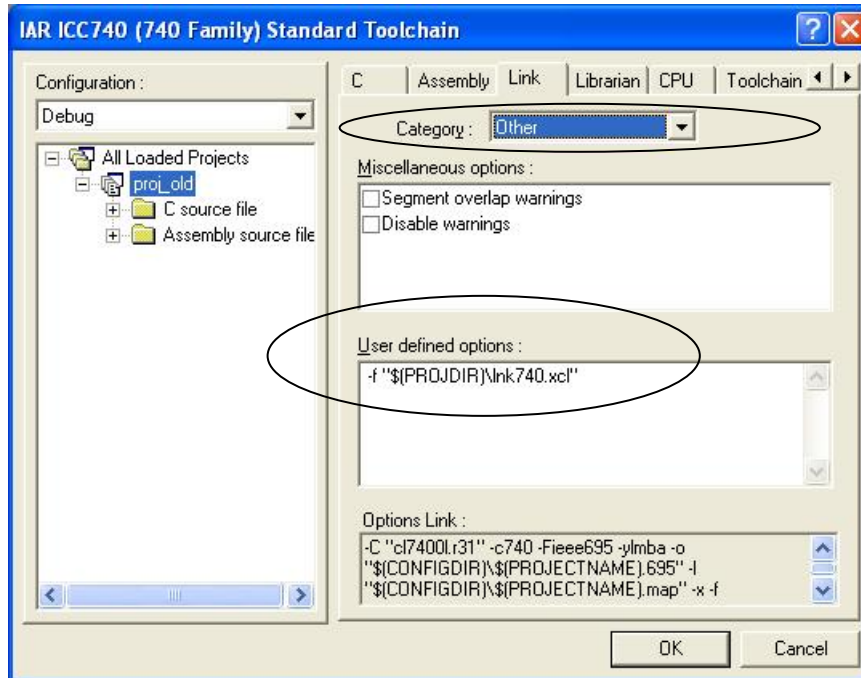 IAR ICC740 (740 Family) Standard Toolchain
Configuration :
Debug
All Loaded Projects
proj_old
C source file
Assembly source file
C Assembly Link Librarian CPU Toolchain
Category : Other
Miscellaneous options :
Segment overlap warnings
Disable warnings
User defined options :
-f "$(PROJDIR)\lnk740.xcl"
Options Link :
-C "cl7400l.r31" -c740 -Fieee695 -ylmba -o
"$(CONFIGDIR)\$(PROJECTNAME).695" -l
"$(CONFIGDIR)\$(PROJECTNAME).map" -x -f
OK Cancel